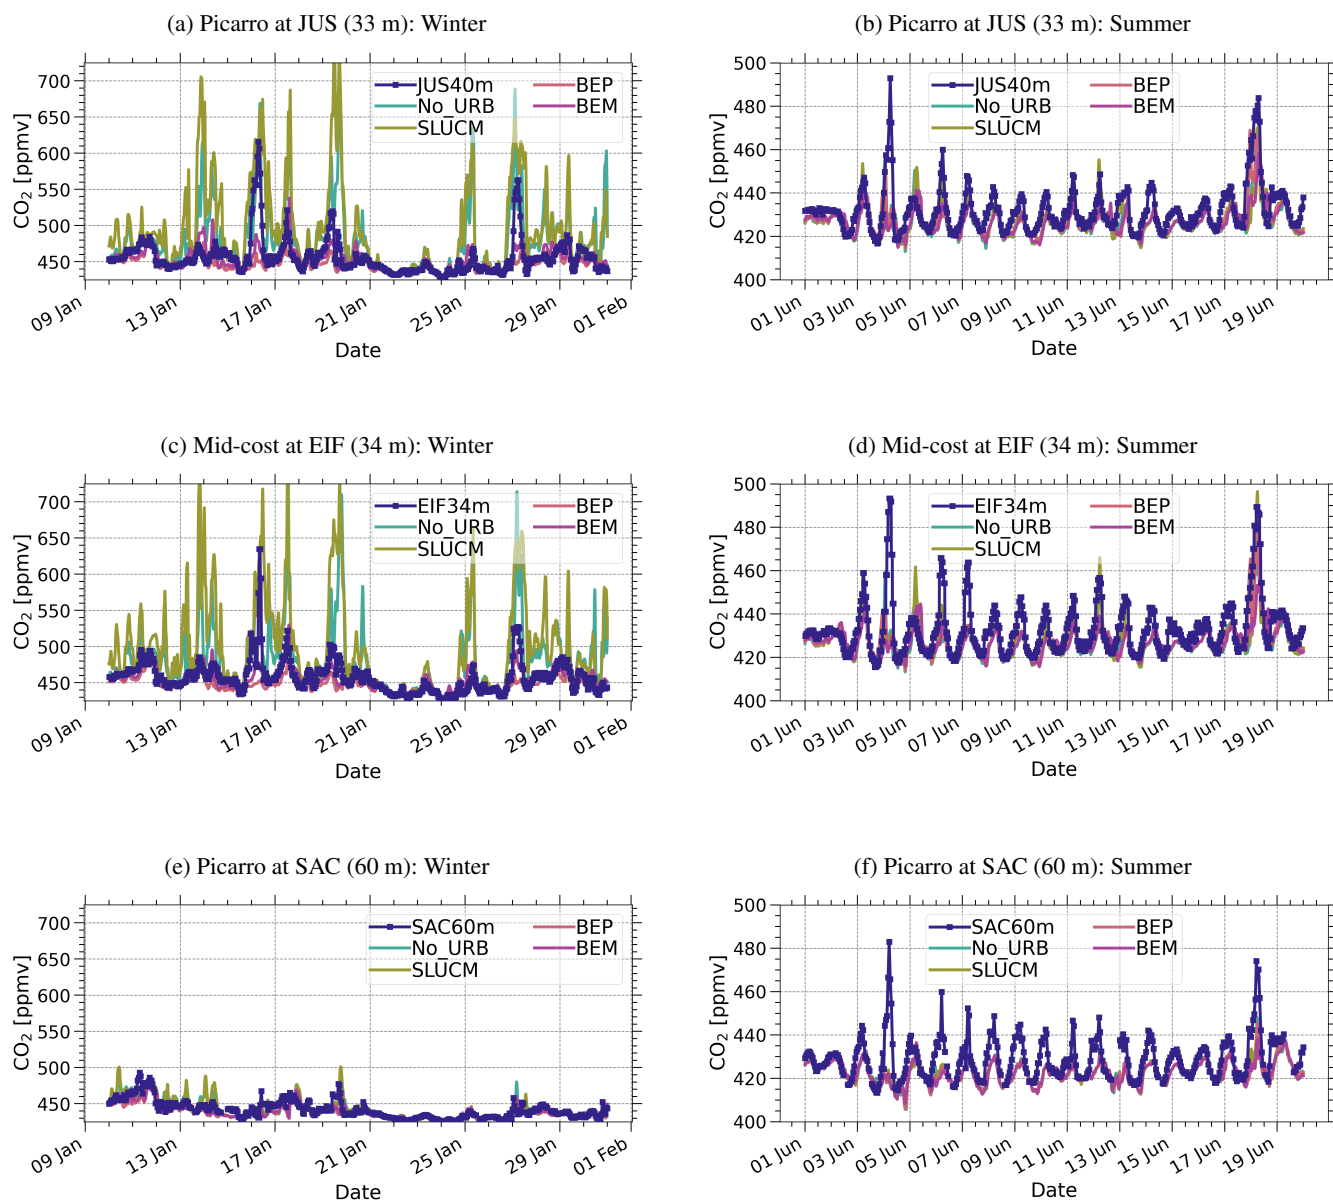 (a) Picarro at JUS (33 m): Winter
CO2 [ppmv]
700
650
600
550
500
450
JUS40m
No_URB
SLUCM
BEP
BEM
09 Jan
13 Jan
17 Jan
21 Jan
25 Jan
29 Jan
01 Feb
Date
(b) Picarro at JUS (33 m): Summer
CO2 [ppmv]
500
480
460
440
420
400
JUS40m
No_URB
SLUCM
BEP
BEM
01 Jun
03 Jun
05 Jun
07 Jun
09 Jun
11 Jun
13 Jun
15 Jun
17 Jun
19 Jun
Date
(c) Mid-cost at EIF (34 m): Winter
CO2 [ppmv]
700
650
600
550
500
450
EIF34m
No_URB
SLUCM
BEP
BEM
09 Jan
13 Jan
17 Jan
21 Jan
25 Jan
29 Jan
01 Feb
Date
(d) Mid-cost at EIF (34 m): Summer
CO2 [ppmv]
500
480
460
440
420
400
EIF34m
No_URB
SLUCM
BEP
BEM
01 Jun
03 Jun
05 Jun
07 Jun
09 Jun
11 Jun
13 Jun
15 Jun
17 Jun
19 Jun
Date
(e) Picarro at SAC (60 m): Winter
CO2 [ppmv]
700
650
600
550
500
450
SAC60m
No_URB
SLUCM
BEP
BEM
09 Jan
13 Jan
17 Jan
21 Jan
25 Jan
29 Jan
01 Feb
Date
(f) Picarro at SAC (60 m): Summer
CO2 [ppmv]
500
480
460
440
420
400
SAC60m
No_URB
SLUCM
BEP
BEM
01 Jun
03 Jun
05 Jun
07 Jun
09 Jun
11 Jun
13 Jun
15 Jun
17 Jun
19 Jun
Date